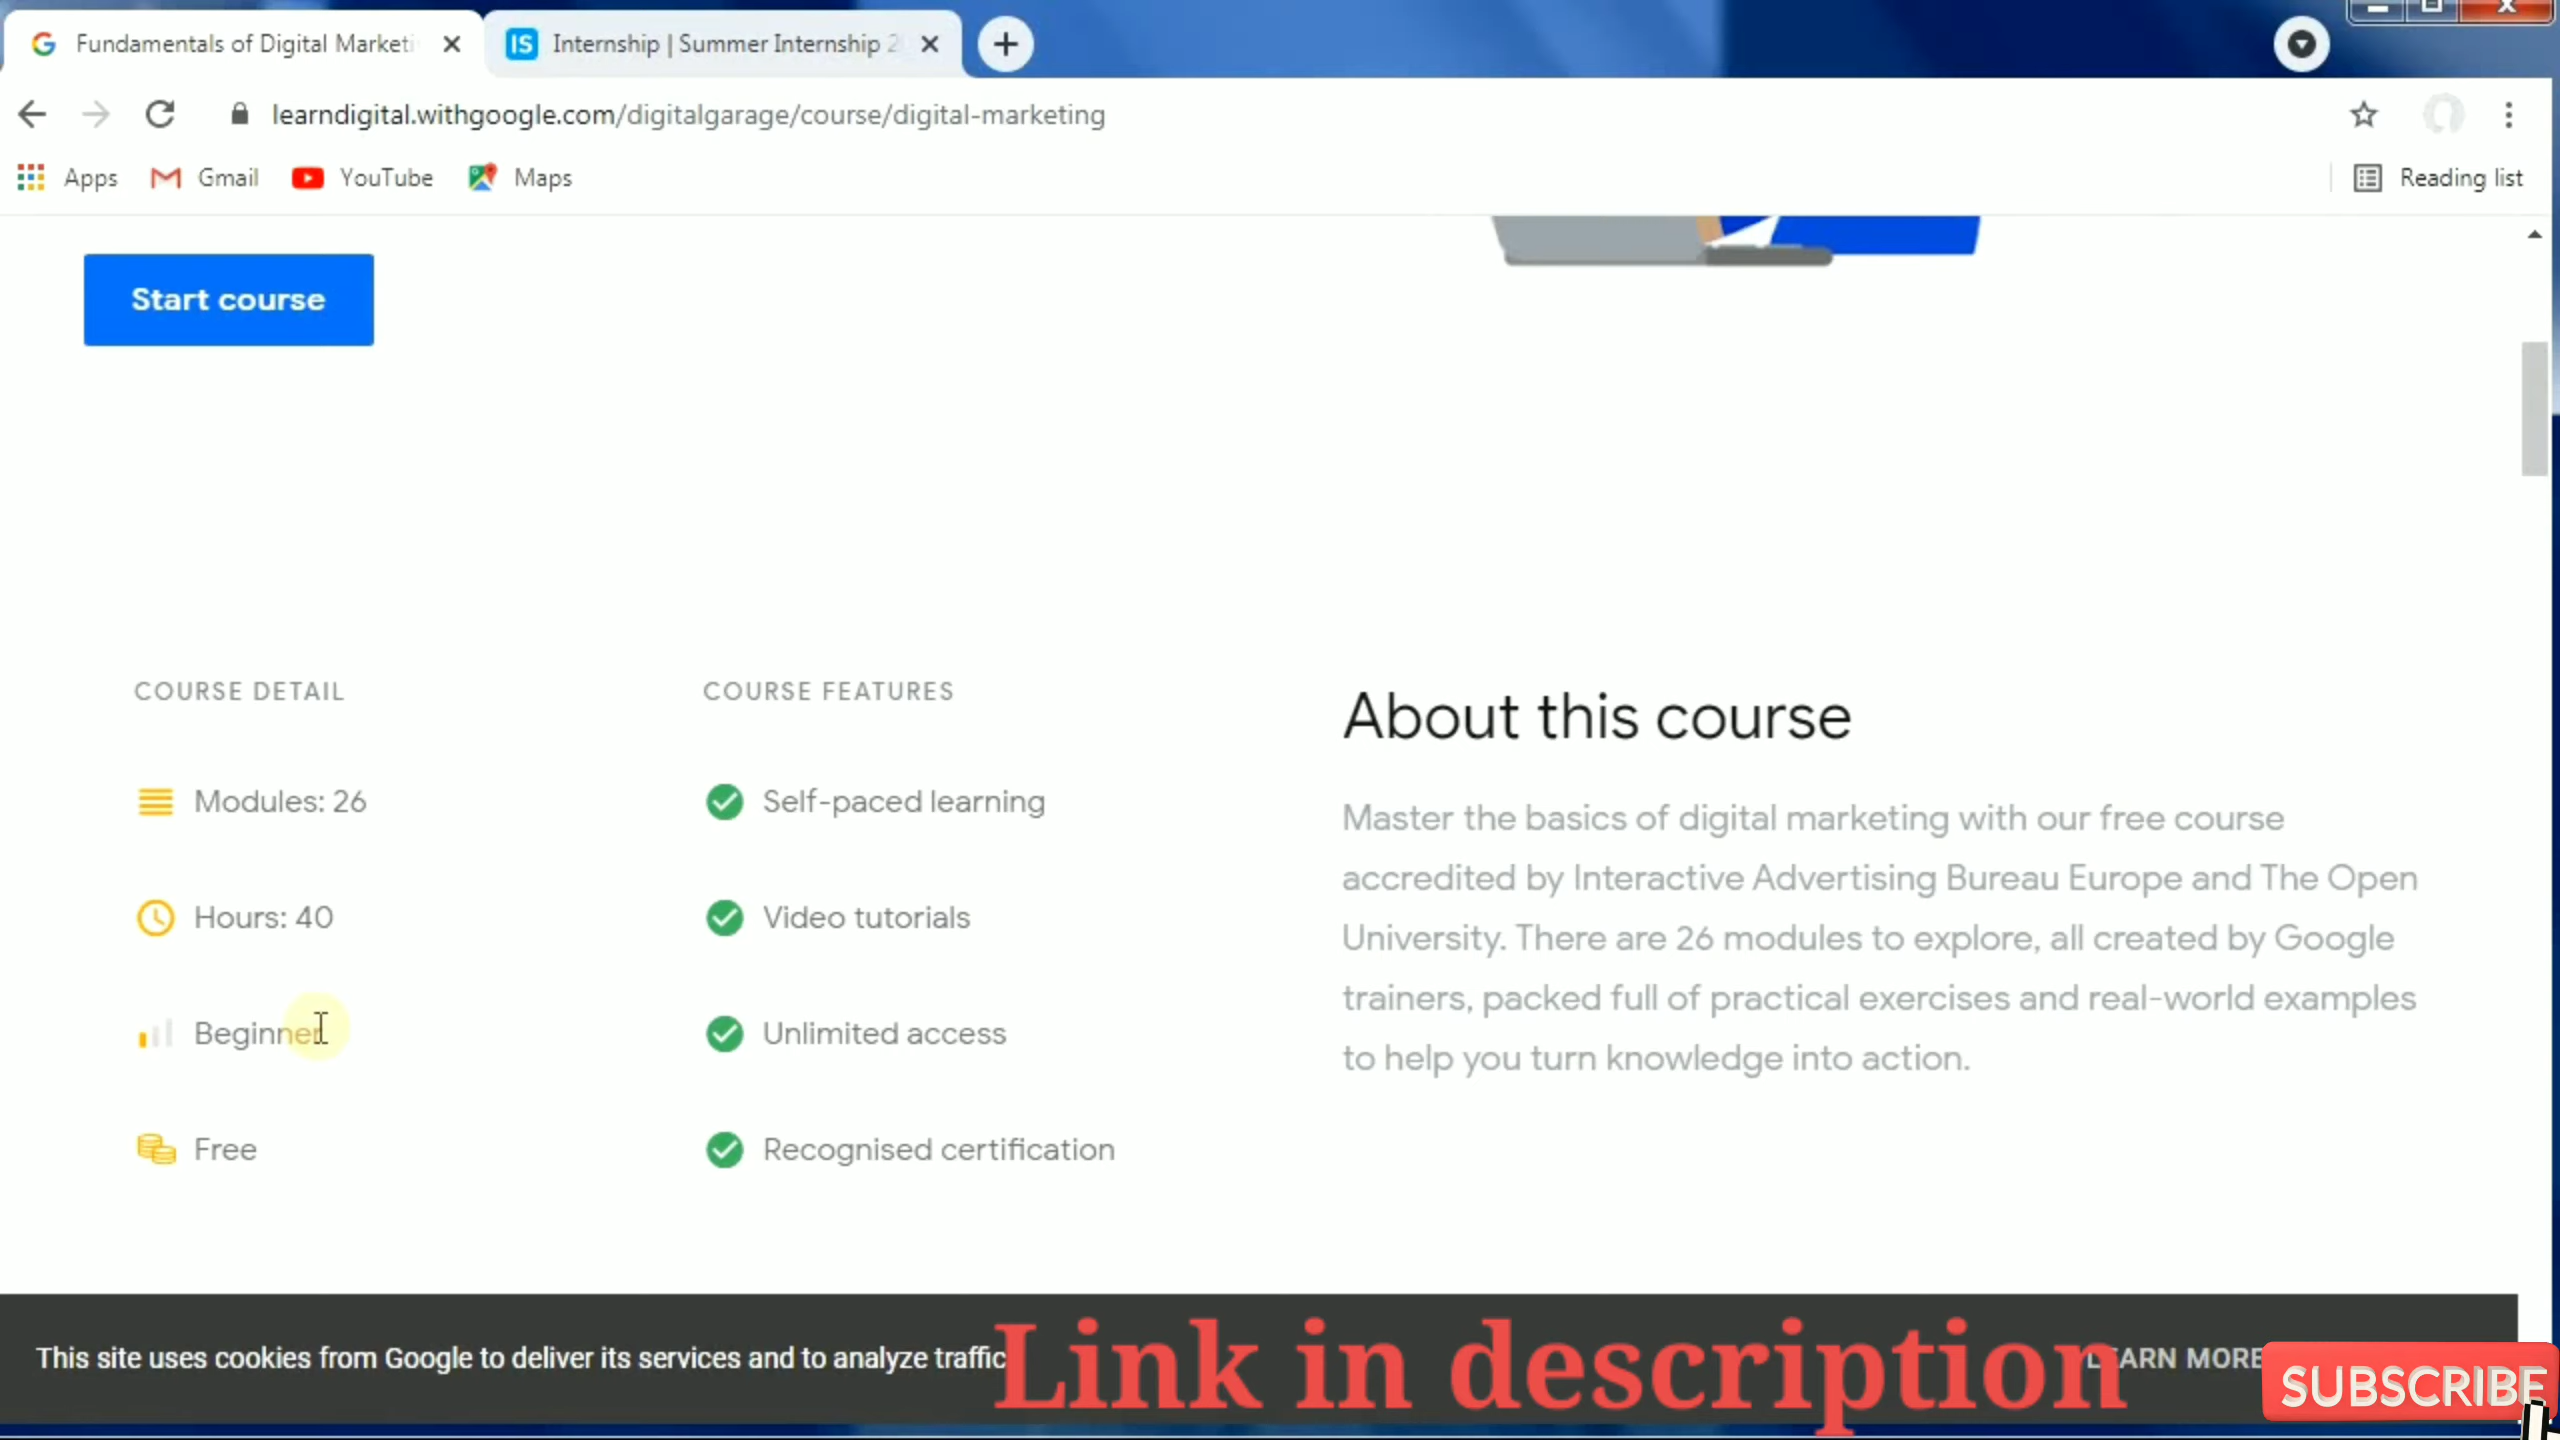 Fundamentals of Digital Marketi
Internship | Summer Internship 2
learndigital.withgoogle.com/digitalgarage/course/digital-marketing
Apps
Gmail
YouTube
Maps
Reading list
Start course
COURSE DETAIL
Modules: 26
Hours: 40
Beginner
Free
COURSE FEATURES
Self-paced learning
Video tutorials
Unlimited access
Recognised certification
About this course
Master the basics of digital marketing with our free course
accredited by Interactive Advertising Bureau Europe and The Open
University. There are 26 modules to explore, all created by Google
trainers, packed full of practical exercises and real-world examples
to help you turn knowledge into action.
This site uses cookies from Google to deliver its services and to analyze traffic
Link in description
LEARN MORE
SUBSCRIBE